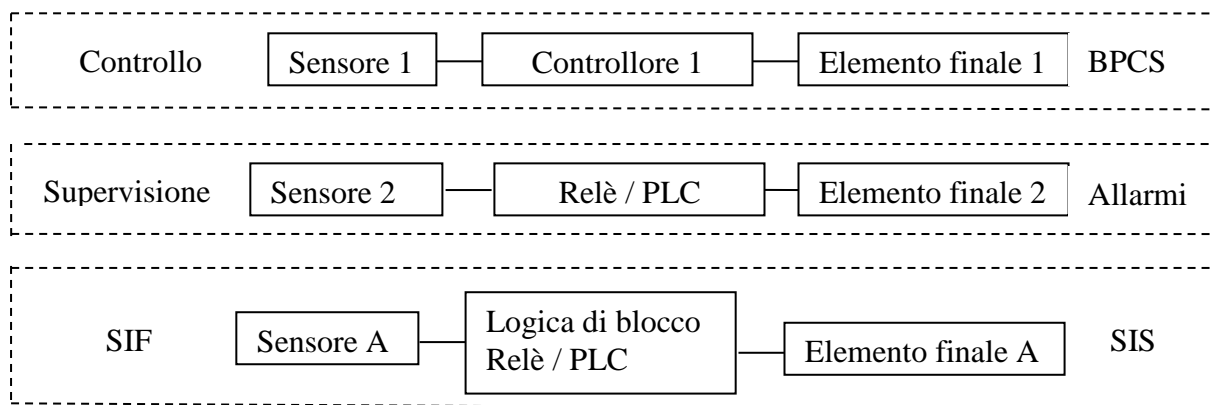 Controllo Sensore 1 Controllore 1 Elemento finale 1 BPCS
Supervisione Sensore 2 Relè / PLC Elemento finale 2 Allarmi
SIF Sensore A Logica di blocco
Relè / PLC Elemento finale A SIS